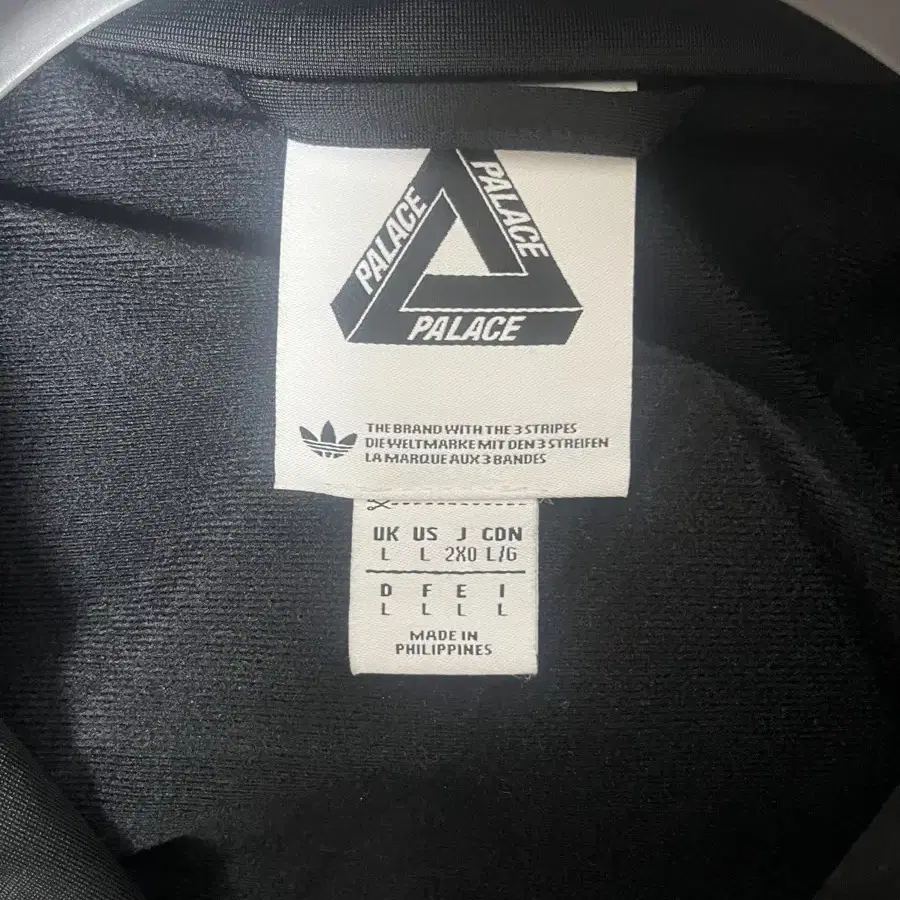 PALACE
PALACE
PALACE
THE BRAND WITH THE 3 STRIPES
DIE WELTMARKE MIT DEN 3 STREIFEN
LA MARQUE AUX 3 BANDES
UK US J CDN
L L 2XO L/G
D F E I
L L L L
MADE IN
PHILIPPINES